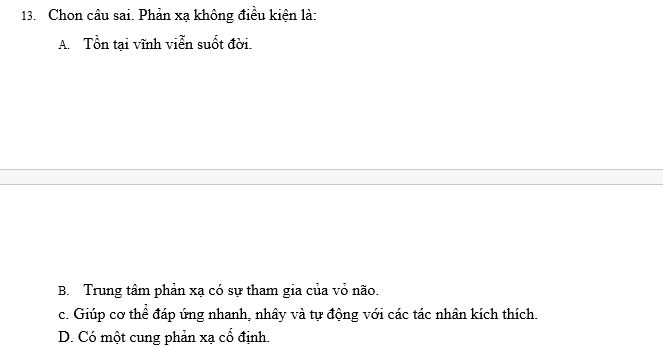 13. Chon câu sai. Phản xạ không điều kiện là:
A. Tồn tại vĩnh viễn suốt đời.
B. Trung tâm phản xạ có sự tham gia của vỏ não.
c. Giúp cơ thể đáp ứng nhanh, nhây và tự động với các tác nhân kích thích.
D. Có một cung phản xạ cố định.